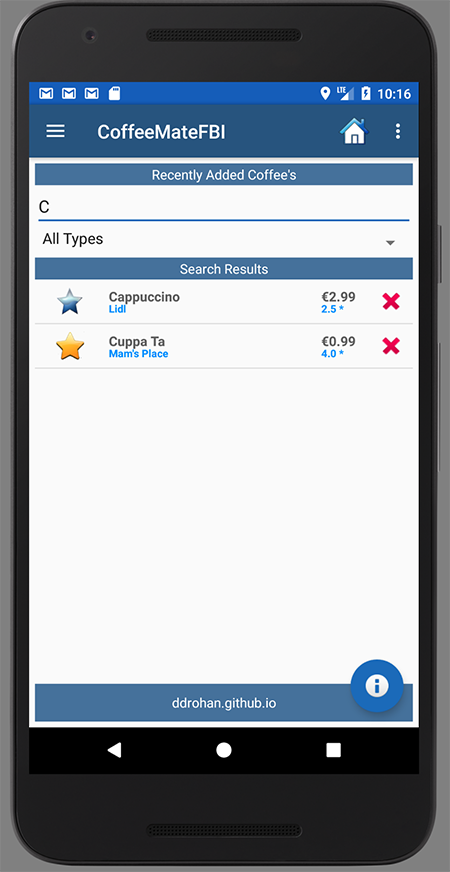 LTE 10:16
CoffeeMateFBI
Recently Added Coffee's
C
All Types
Search Results
Cappuccino €2.99
Lidl 2.5 *
Cuppa Ta €0.99
Mam's Place 4.0 *
ddrohan.github.io